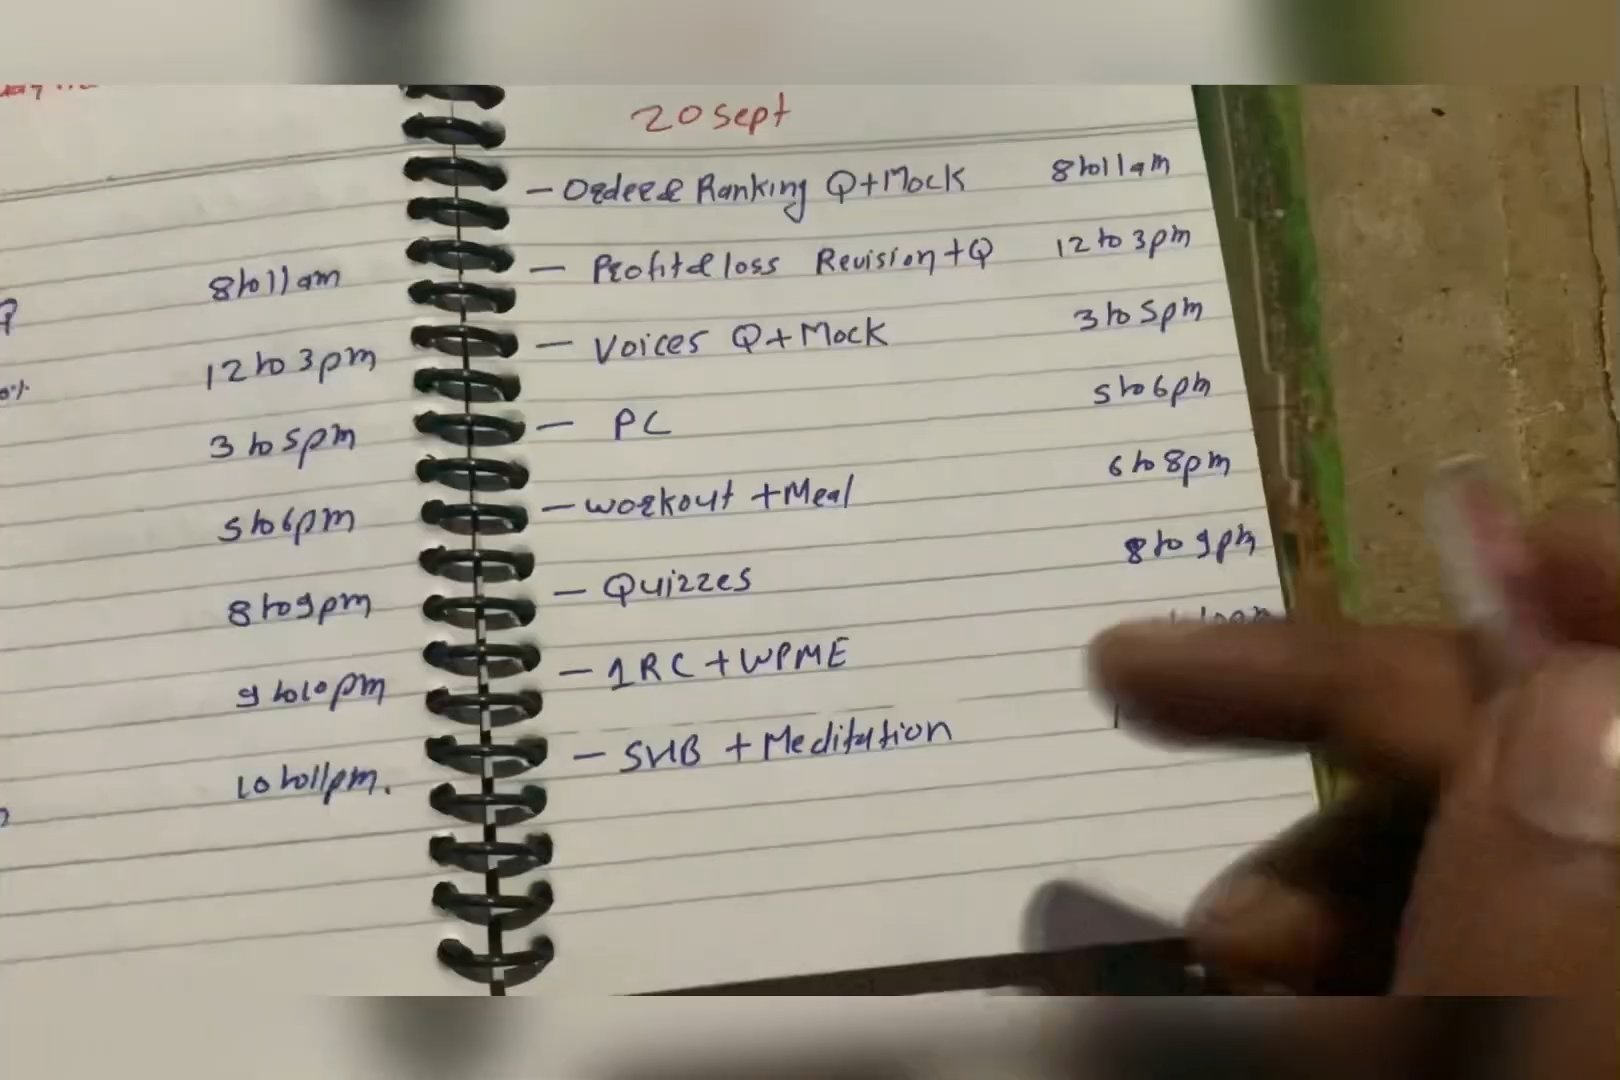 8 to 11 am
12 to 3 pm
3 to 5 pm
5 to 6 pm
8 to 9 pm
9 to 10 pm
10 to 11 pm.
20 Sept
- Order & Ranking Q + Mock 8 to 11 am
- Profit & loss Revision + Q 12 to 3 pm
- Voices Q + Mock 3 to 5 pm
- PC 5 to 6 pm
- Workout + Meal 6 to 8 pm
- Quizzes 8 to 9 pm
- 1RC + WPME
- SHB + Meditation